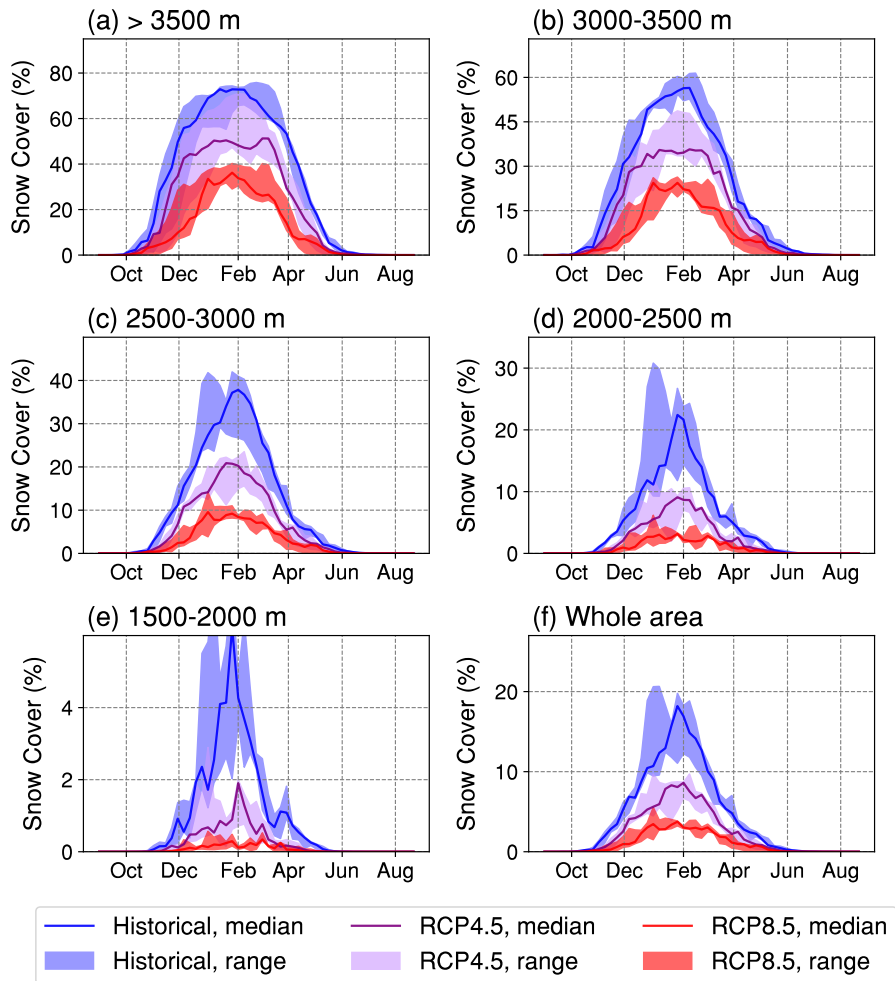 (a) > 3500 m
(b) 3000-3500 m
Snow Cover (%)
80
60
40
20
0
Oct Dec Feb Apr Jun Aug
Snow Cover (%)
60
45
30
15
0
Oct Dec Feb Apr Jun Aug
(c) 2500-3000 m
(d) 2000-2500 m
Snow Cover (%)
40
30
20
10
0
Oct Dec Feb Apr Jun Aug
Snow Cover (%)
30
20
10
0
Oct Dec Feb Apr Jun Aug
(e) 1500-2000 m
(f) Whole area
Snow Cover (%)
4
2
0
Oct Dec Feb Apr Jun Aug
Snow Cover (%)
20
10
0
Oct Dec Feb Apr Jun Aug
Historical, median RCP4.5, median RCP8.5, median
Historical, range RCP4.5, range RCP8.5, range